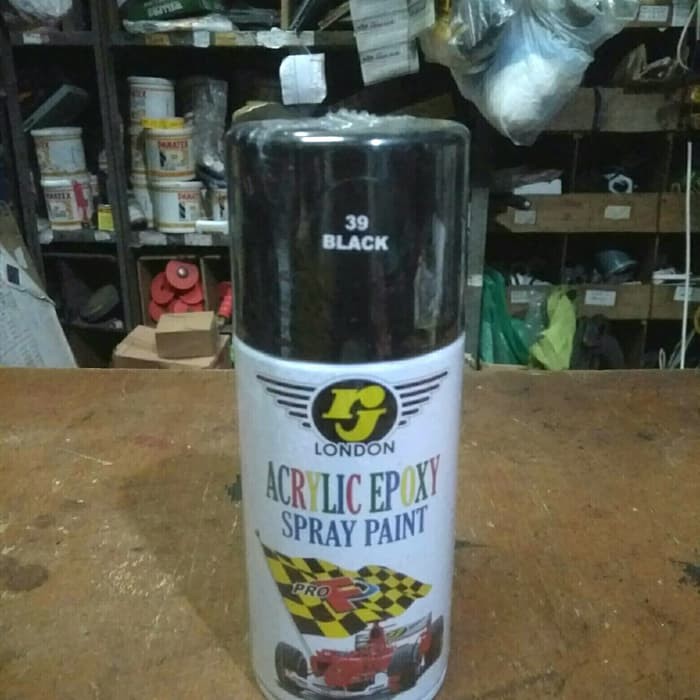 39
BLACK
rj
LONDON
ACRYLIC EPOXY
SPRAY PAINT
PRO